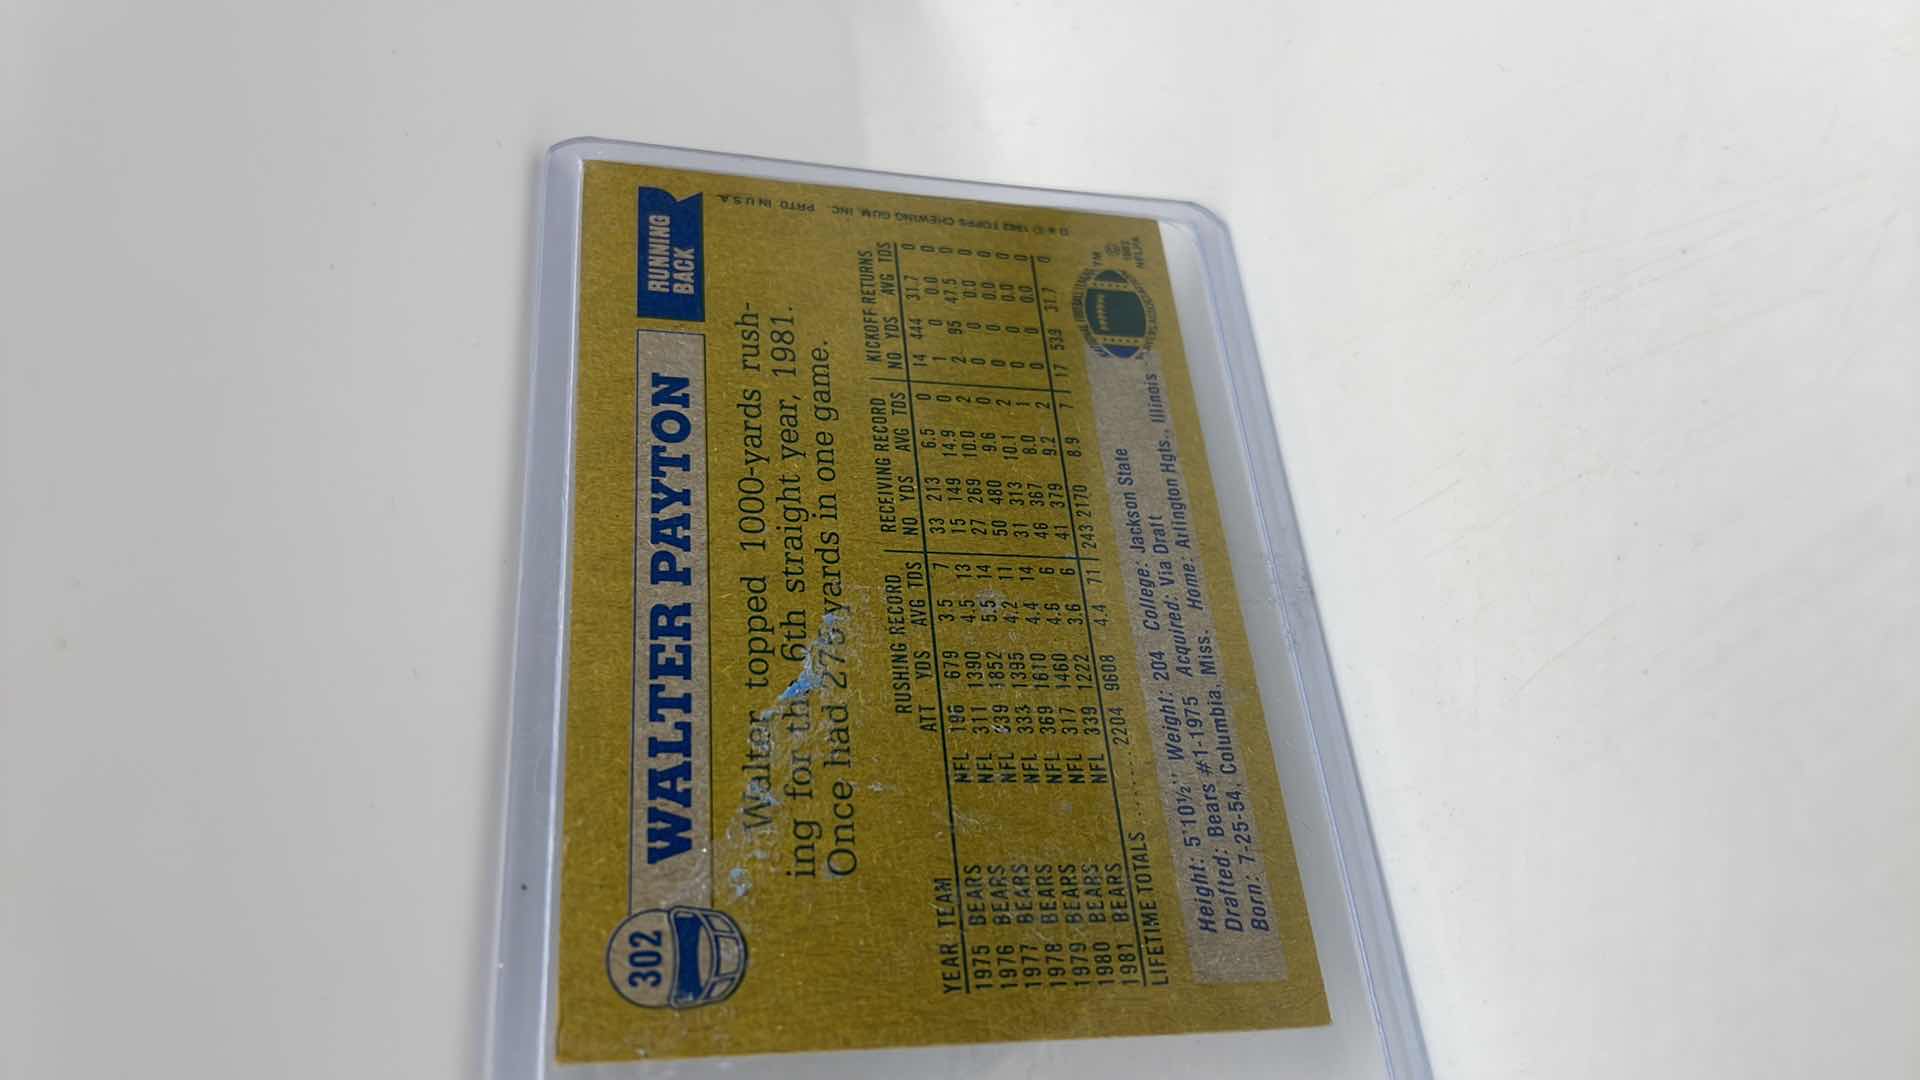 302
WALTER PAYTON
RUNNING
BACK
Walter topped 1000-yards rush-
ing for the 6th straight year, 1981.
Once had 275 yards in one game.
RUSHING RECORD RECEIVING RECORD KICKOFF RETURNS
YEAR TEAM ATT YDS AVG TDS NO YDS AVG TDS NO YDS AVG TDS
1975 BEARS NFL 196 679 3.5 7 33 213 6.5 0 14 444 31.7 0
1976 BEARS NFL 311 1390 4.5 13 15 149 14.9 0 1 0 0.0 0
1977 BEARS NFL 339 1852 5.5 14 27 269 10.0 2 2 95 47.5 0
1978 BEARS NFL 333 1395 4.2 11 50 480 9.6 0 0 0 0.0 0
1979 BEARS NFL 369 1610 4.4 14 31 313 10.1 2 0 0 0.0 0
1980 BEARS NFL 317 1460 4.6 6 46 367 8.0 1 0 0 0.0 0
1981 BEARS NFL 339 1222 3.6 6 41 379 9.2 2 0 0 0.0 0
LIFETIME TOTALS ........ 2204 9608 4.4 71 243 2170 8.9 7 17 539 31.7 0
Height: 5'10½" Weight: 204 College: Jackson State
Drafted: Bears #1-1975 Acquired: Via Draft
Born: 7-25-54, Columbia, Miss. Home: Arlington Hgts., Illinois
TM
© 1982
NFLPA
© 1982 TOPPS CHEWING GUM, INC. PRTD. IN U.S.A.